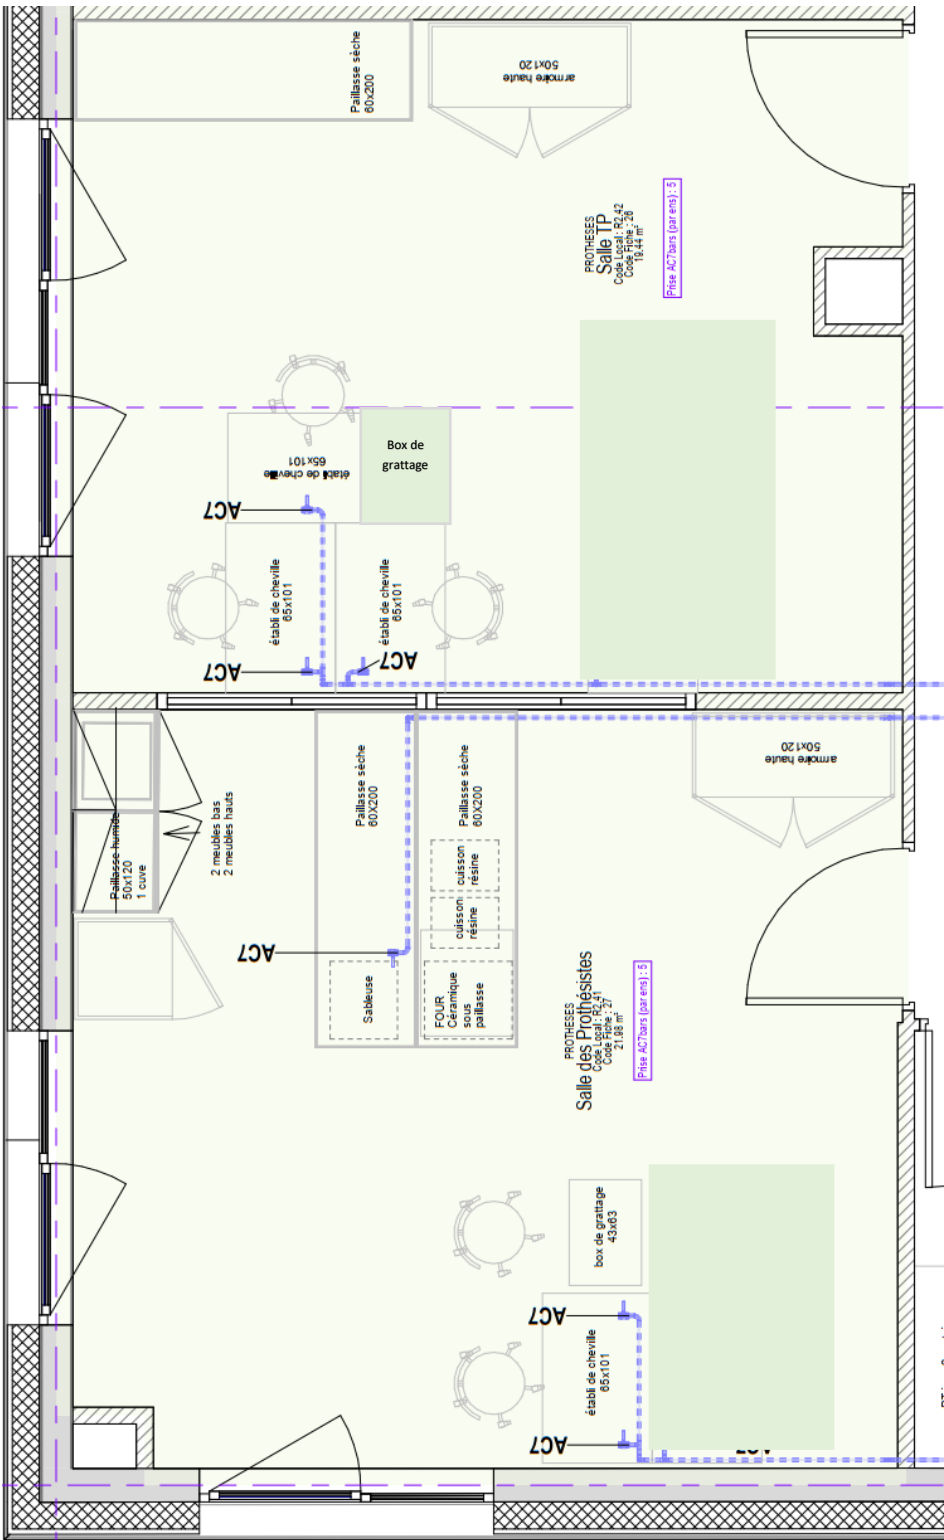 Paillasse sèche
60x200
armoire haute
50x120
PROTHESES
Salle TP
Code Local : R2.42
Code Fiche : 26
19.44 m²
Prise AC7bars (par ens) : 5
Box de
grattage
établi de cheville
65x101
AC7
établi de cheville
65x101
établi de cheville
65x101
AC7
AC7
Paillasse humide
50x120
1 cuve
2 meubles bas
2 meubles hauts
Paillasse sèche
60X200
Paillasse sèche
60X200
armoire haute
50x120
cuisson
résine
cuisson
résine
AC7
Sableuse
FOUR
Céramique
sous
paillasse
PROTHESES
Salle des Prothésistes
Code Local : R2.41
Code Fiche : 27
21.98 m²
Prise AC7bars (par ens) : 5
box de grattage
43x63
AC7
établi de cheville
65x101
AC7